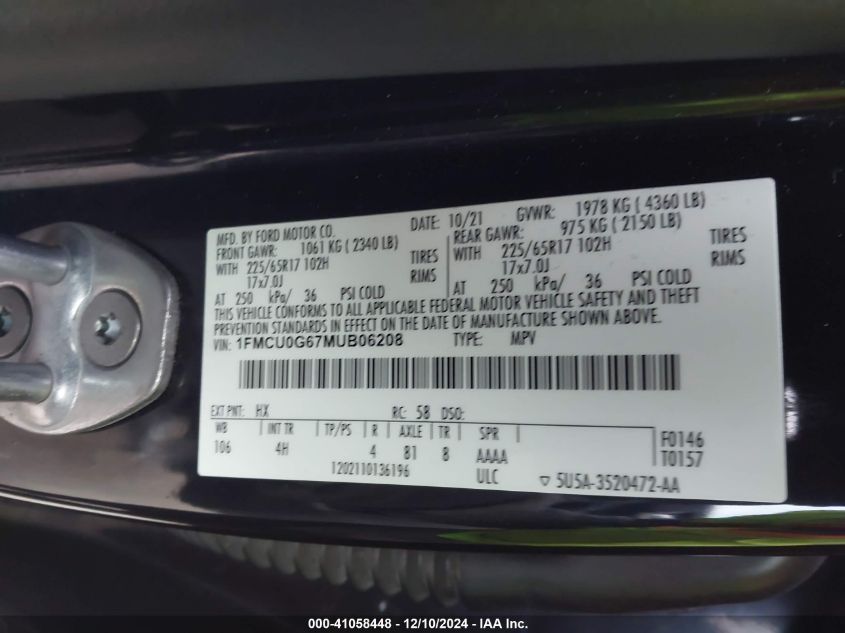 MFD. BY FORD MOTOR CO. DATE: 10/21 GVWR: 1978 KG ( 4360 LB)
FRONT GAWR: 1061 KG ( 2340 LB) REAR GAWR: 975 KG ( 2150 LB)
WITH 225/65R17 102H TIRES WITH 225/65R17 102H TIRES
17x7.0J RIMS 17x7.0J RIMS
AT 250 kPa/ 36 PSI COLD AT 250 kPa/ 36 PSI COLD
THIS VEHICLE CONFORMS TO ALL APPLICABLE FEDERAL MOTOR VEHICLE SAFETY AND THEFT
PREVENTION STANDARDS IN EFFECT ON THE DATE OF MANUFACTURE SHOWN ABOVE.
VIN: 1FMCU0G67MUB06208 TYPE: MPV
EXT PNT: HX RC: 58 DSO:
WB INT TR TP/PS R AXLE TR SPR F0146
106 4H 4 81 8 AAAA T0157
1202110136196 ULC ▽ 5U5A-3520472-AA
000-41058448 - 12/10/2024 - IAA Inc.